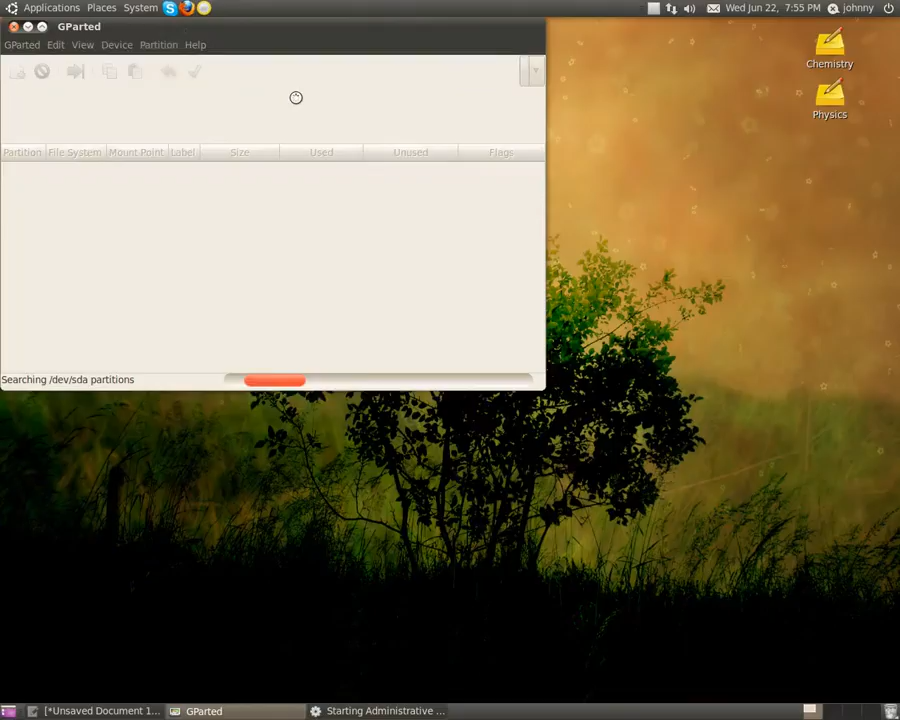 Applications Places System Wed Jun 22, 7:55 PM johnny
GParted
GParted Edit View Device Partition Help
Partition File System Mount Point Label Size Used Unused Flags
Searching /dev/sda partitions
Chemistry
Physics
[*Unsaved Document 1... GParted Starting Administrative ...